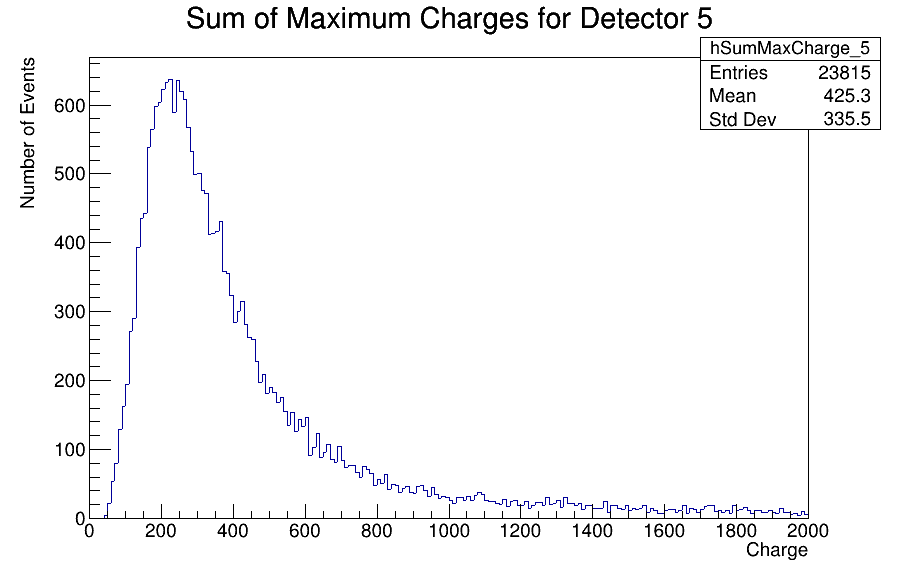 Sum of Maximum Charges for Detector 5
hSumMaxCharge_5
Entries 23815
Mean 425.3
Std Dev 335.5
Number of Events
600
500
400
300
200
100
0
0 200 400 600 800 1000 1200 1400 1600 1800 2000
Charge